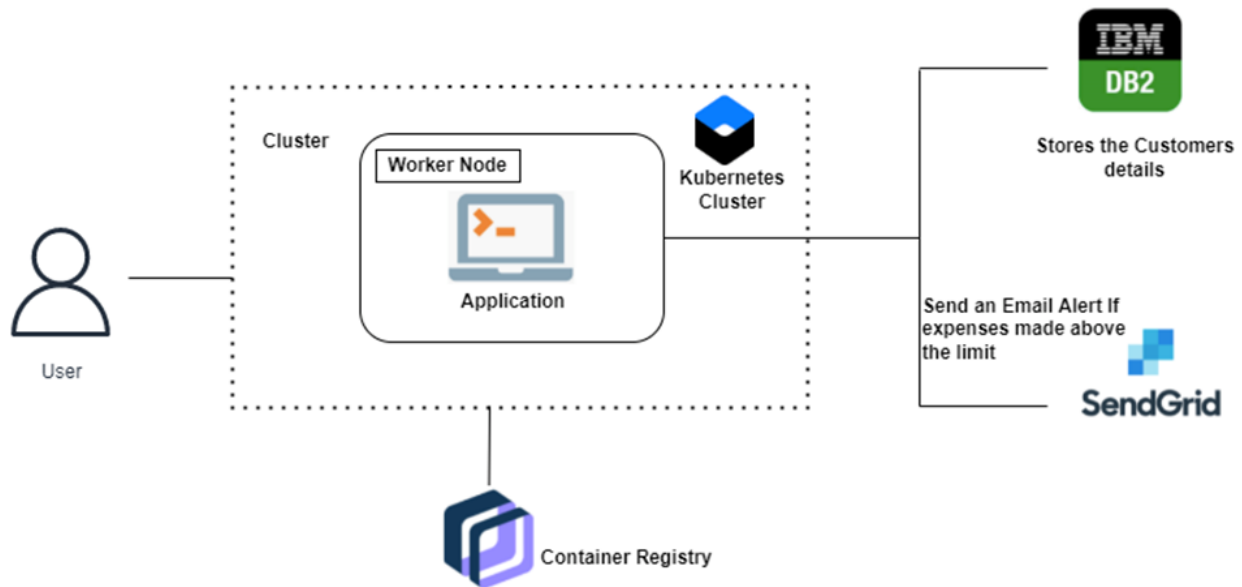 IBM
DB2
Stores the Customers
details
Cluster
Worker Node
Kubernetes
Cluster
Application
User
Send an Email Alert If
expenses made above
the limit
SendGrid
Container Registry